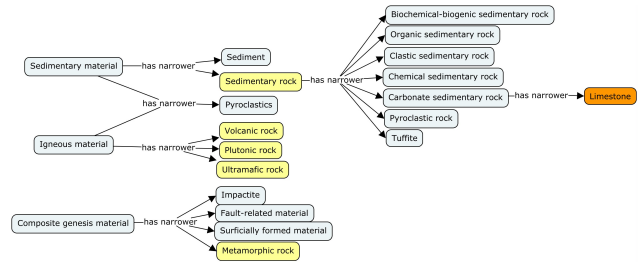 Sedimentary material
has narrower
Sediment
Sedimentary rock
has narrower
Biochemical-biogenic sedimentary rock
Organic sedimentary rock
Clastic sedimentary rock
Chemical sedimentary rock
Carbonate sedimentary rock
has narrower
Limestone
Pyroclastic rock
Tuffite
has narrower
Pyroclastics
Igneous material
has narrower
Volcanic rock
Plutonic rock
Ultramafic rock
Composite genesis material
has narrower
Impactite
Fault-related material
Surficially formed material
Metamorphic rock